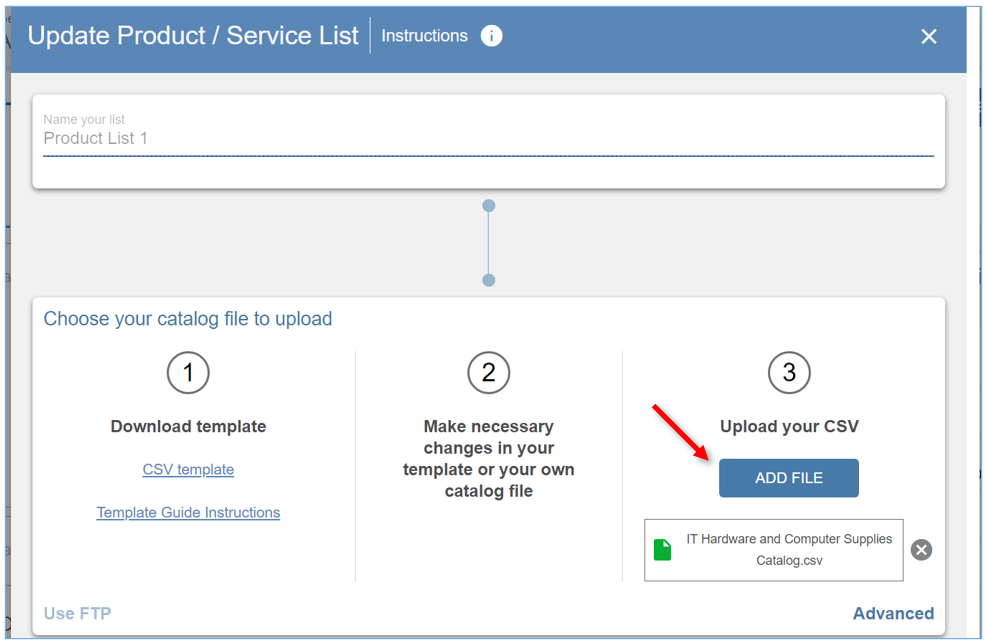 Update Product / Service List
Instructions
i
Name your list
Product List 1
Choose your catalog file to upload
1
Download template
CSV template
Template Guide Instructions
2
Make necessary
changes in your
template or your own
catalog file
3
Upload your CSV
ADD FILE
IT Hardware and Computer Supplies
Catalog.csv
Use FTP
Advanced